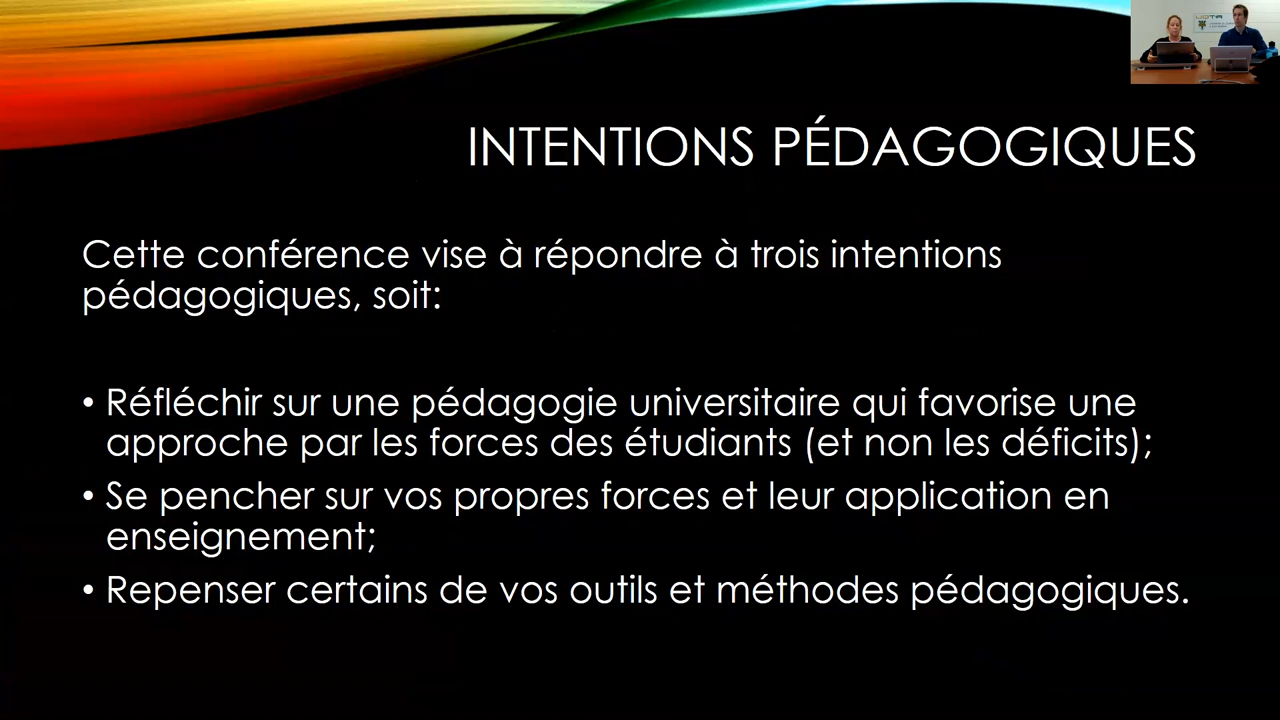 UQTR
INTENTIONS PÉDAGOGIQUES
Cette conférence vise à répondre à trois intentions
pédagogiques, soit:
• Réfléchir sur une pédagogie universitaire qui favorise une
approche par les forces des étudiants (et non les déficits);
• Se pencher sur vos propres forces et leur application en
enseignement;
• Repenser certains de vos outils et méthodes pédagogiques.